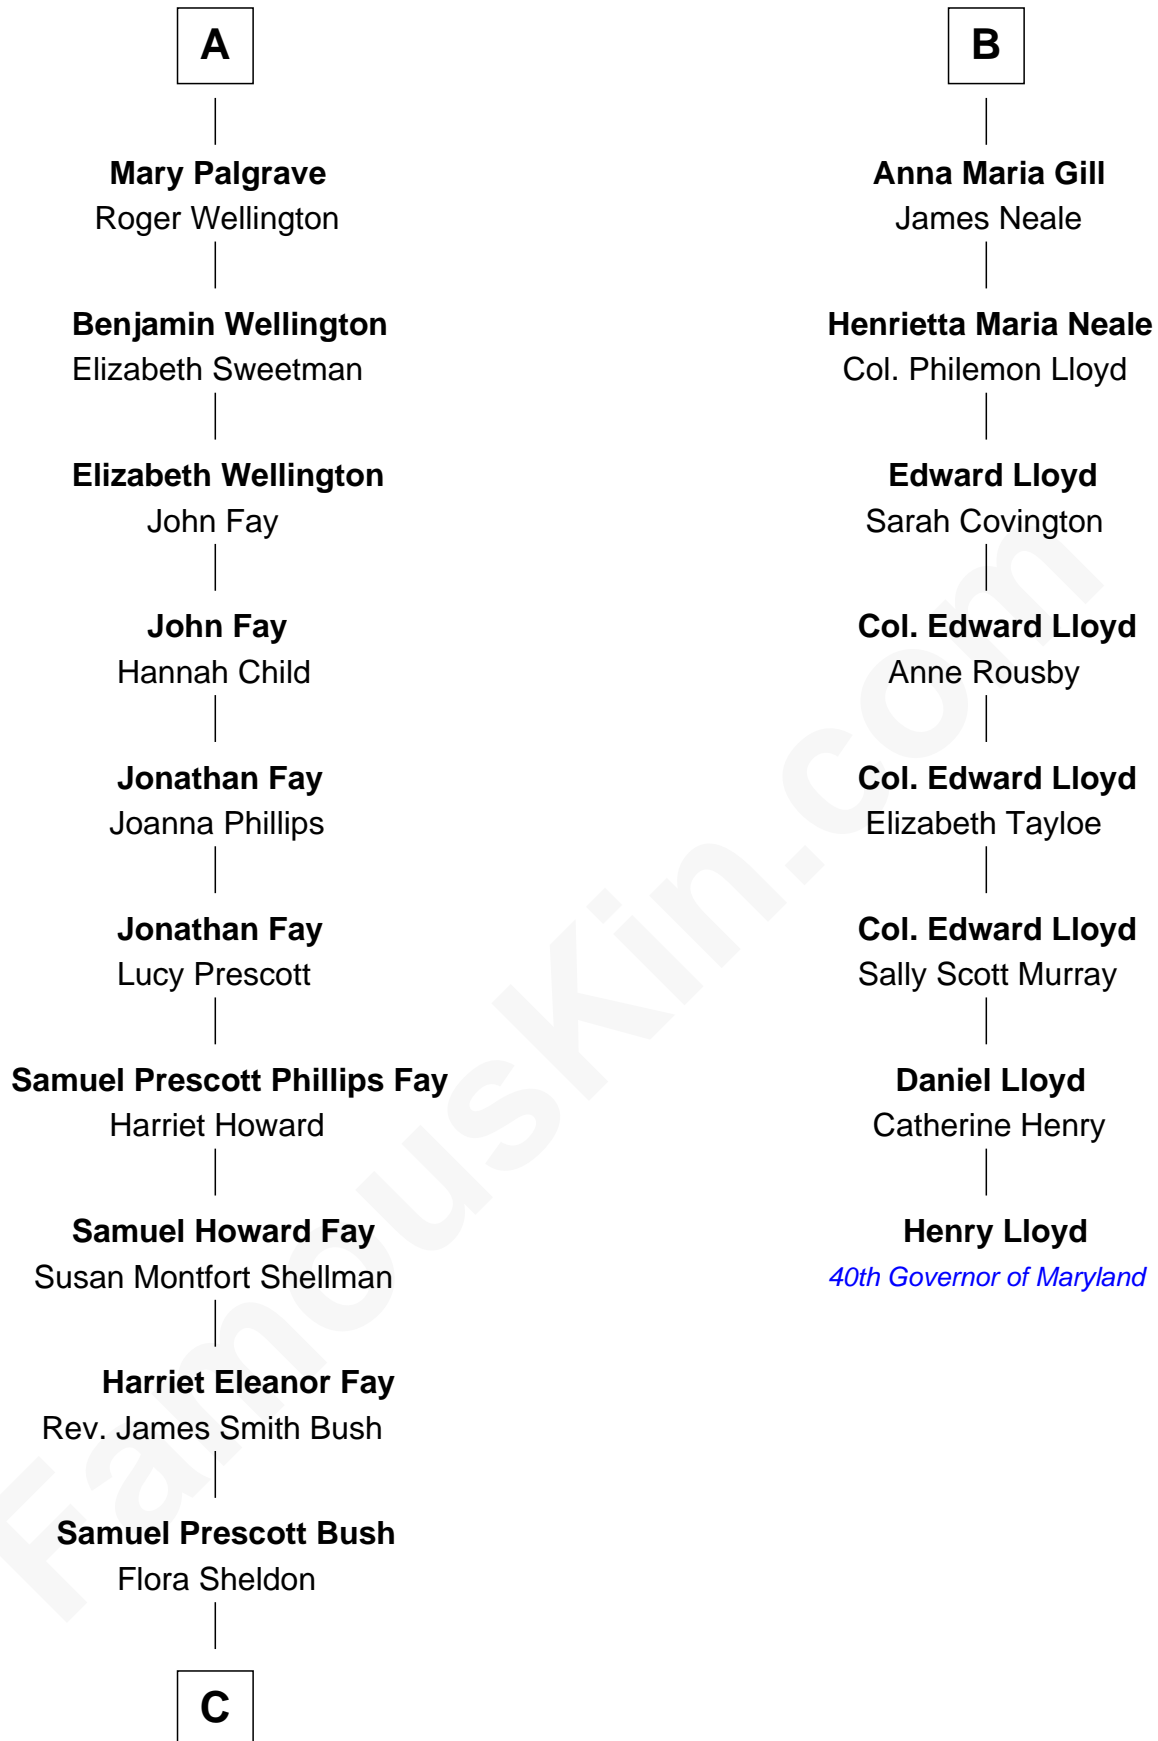 A
Mary Palgrave
Roger Wellington
Benjamin Wellington
Elizabeth Sweetman
Elizabeth Wellington
John Fay
John Fay
Hannah Child
Jonathan Fay
Joanna Phillips
Jonathan Fay
Lucy Prescott
Samuel Prescott Phillips Fay
Harriet Howard
Samuel Howard Fay
Susan Montfort Shellman
Harriet Eleanor Fay
Rev. James Smith Bush
Samuel Prescott Bush
Flora Sheldon
C
B
Anna Maria Gill
James Neale
Henrietta Maria Neale
Col. Philemon Lloyd
Edward Lloyd
Sarah Covington
Col. Edward Lloyd
Anne Rousby
Col. Edward Lloyd
Elizabeth Tayloe
Col. Edward Lloyd
Sally Scott Murray
Daniel Lloyd
Catherine Henry
Henry Lloyd
40th Governor of Maryland
FamousKin.com